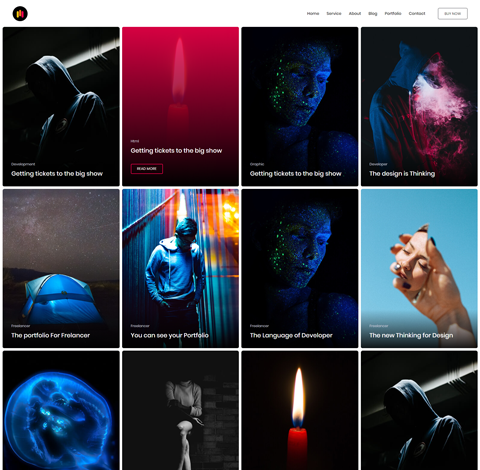 Home Service About Blog Portfolio Contact BUY NOW
Development
Getting tickets to the big show
Getting tickets to the big show
READ MORE
Graphic
Getting tickets to the big show
Developer
The design is Thinking
Freelancer
The portfolio For Frelancer
Freelancer
You can see your Portfolio
Freelancer
The Language of Developer
Freelancer
The new Thinking for Design